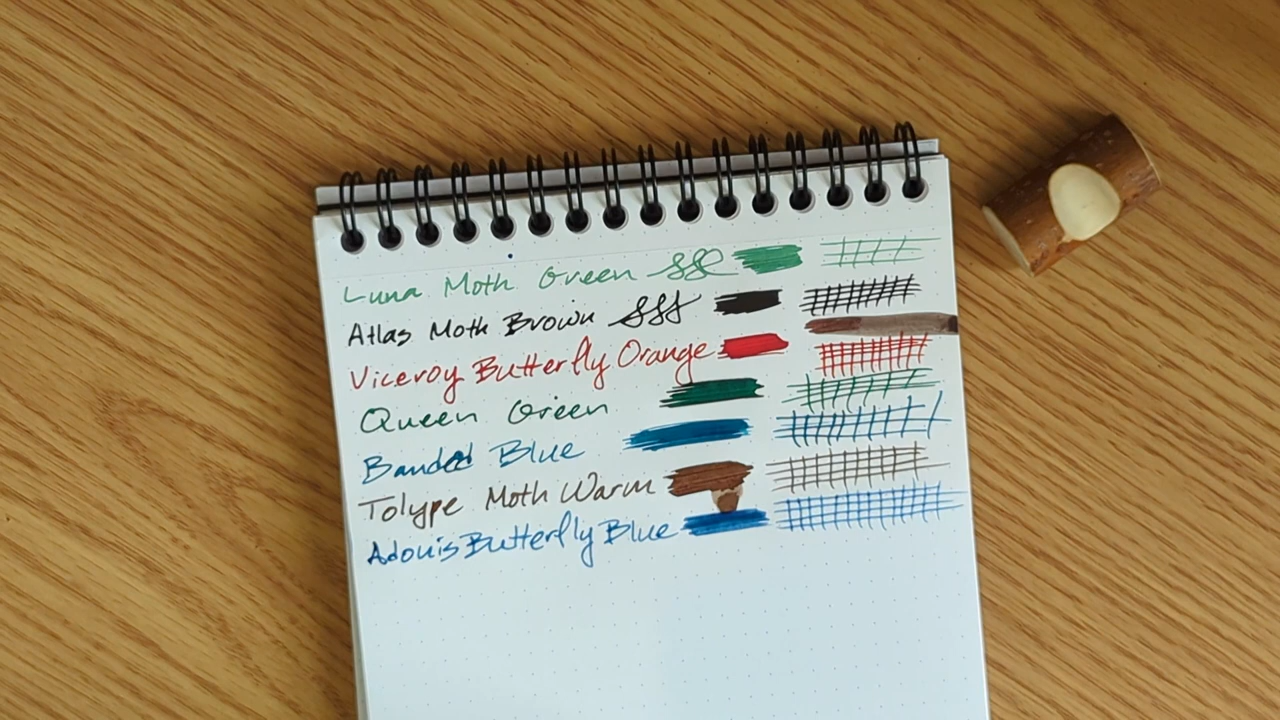 Luna Moth Green
Atlas Moth Brown
Viceroy Butterfly Orange
Queen Green
Banded Blue
Tolype Moth Warm
Adonis Butterfly Blue